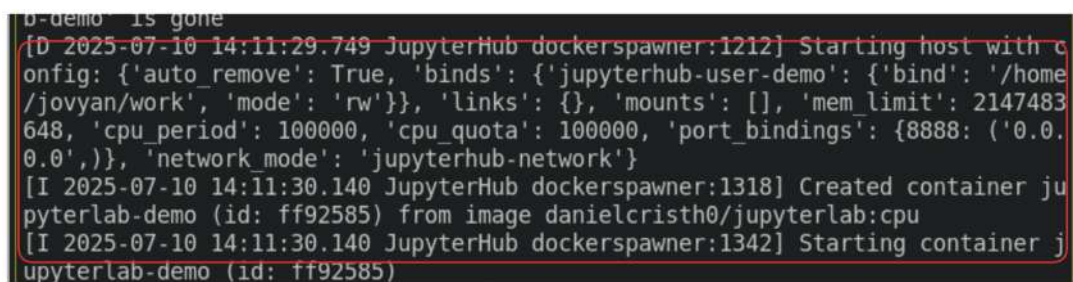 b-demo' is gone
[D 2025-07-10 14:11:29.749 JupyterHub dockerspawner:1212] Starting host with c
onfig: {'auto_remove': True, 'binds': {'jupyterhub-user-demo': {'bind': '/home
/jovyan/work', 'mode': 'rw'}}, 'links': {}, 'mounts': [], 'mem_limit': 2147483
648, 'cpu_period': 100000, 'cpu_quota': 100000, 'port_bindings': {8888: ('0.0.
0.0',)}, 'network_mode': 'jupyterhub-network'}
[I 2025-07-10 14:11:30.140 JupyterHub dockerspawner:1318] Created container ju
pyterlab-demo (id: ff92585) from image danielcristh0/jupyterlab:cpu
[I 2025-07-10 14:11:30.140 JupyterHub dockerspawner:1342] Starting container j
upyterlab-demo (id: ff92585)